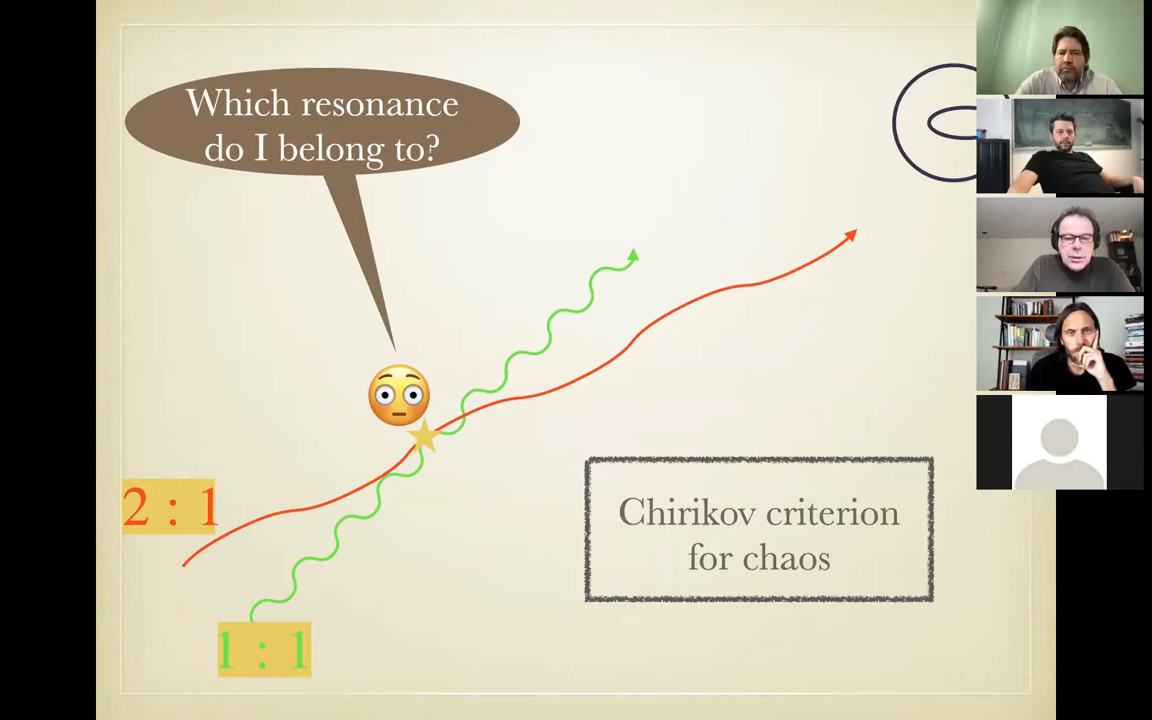 Which resonance
do I belong to?
2 : 1
Chirikov criterion
for chaos
1 : 1